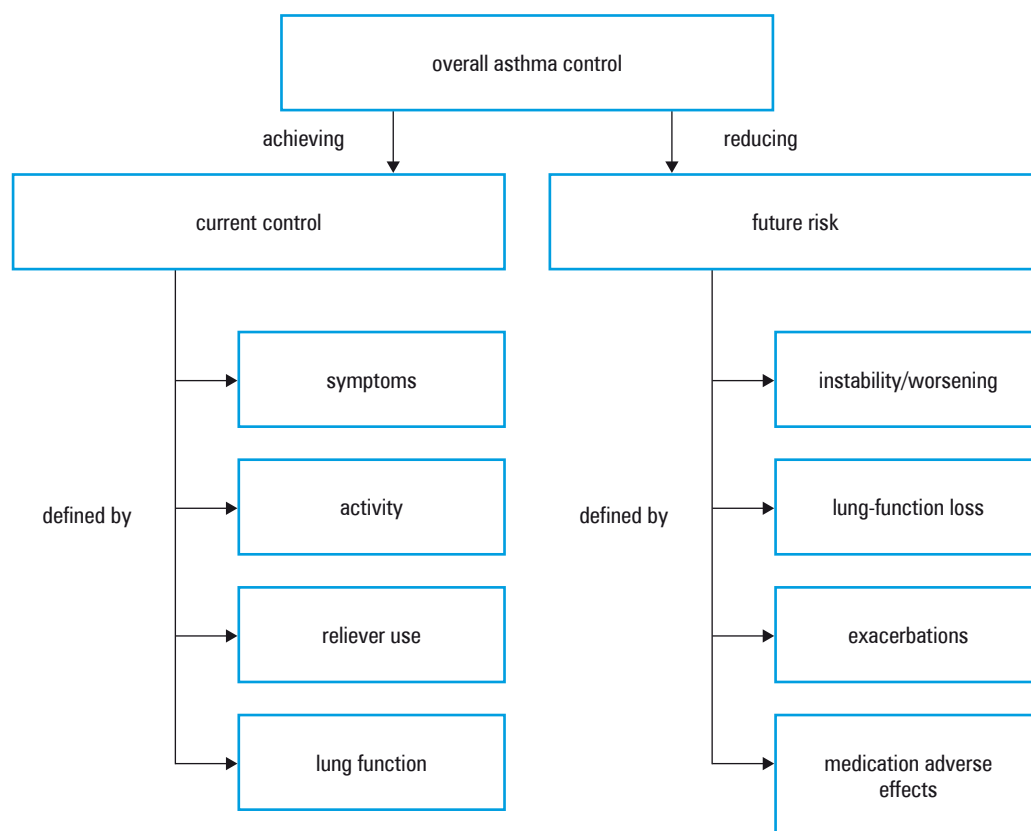 overall asthma control
achieving
reducing
current control
future risk
symptoms
instability/worsening
defined by
activity
defined by
lung-function loss
reliever use
exacerbations
lung function
medication adverse
effects